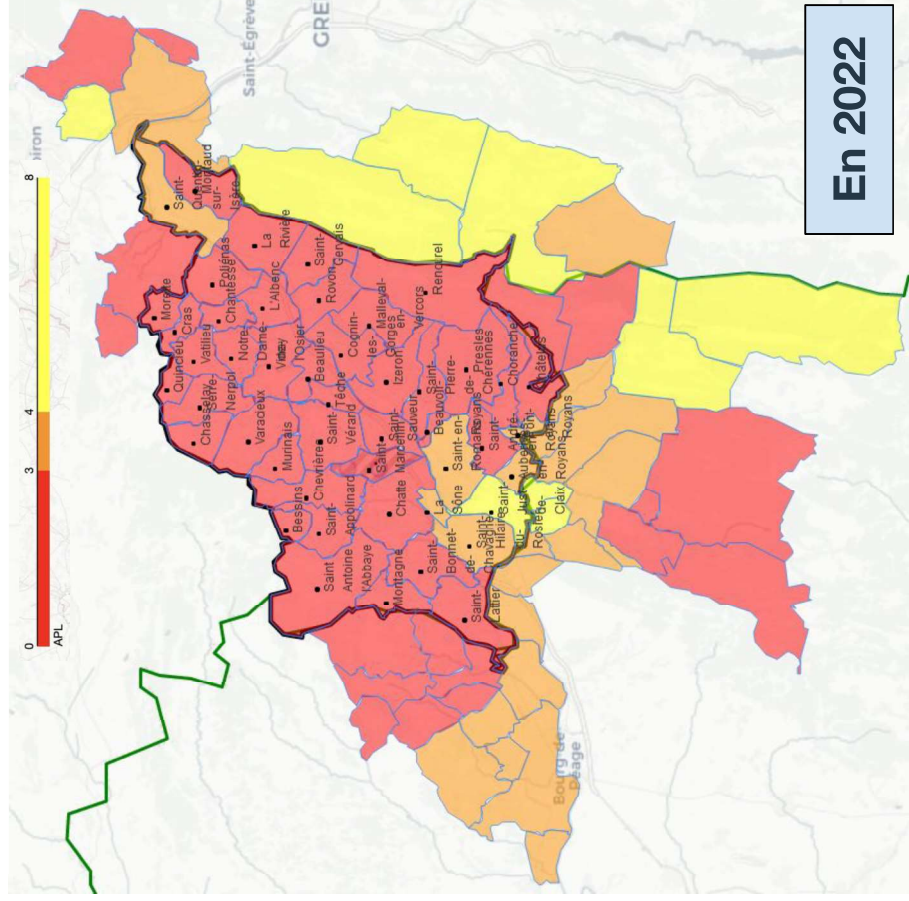 0
3
4
8
APL
En 2022
iron
Saint-Égrève
GRE
Bourg-de-
Péage
Saint-
Quentin-
sur-
Isère
Montaud
La
Rivière
Poliénas
Chantesse
L'Albenc
Saint-
Gervais
Rovon
Morette
Cras
Vatilieu
Notre-
Dame-
l'Osier
Vinay
Beaulieu
Cognin-
les-
Gorges
Malleval-
en-
Vercors
Rencurel
Quincieu
Serre-
Nerpol
Chasselay
Varacieux
Têche
Izeron
Saint-
Pierre-
de-
Chérennes
Presles
Choranche
Châtelus
Murinais
Saint-
Vérand
Saint-
Sauveur
Beauvoir-
en-
Royans
Saint-
Romans
Saint-
André-
en-
Royans
Chevrières
Saint-
Marcellin
Auberives-
en-
Royans
Pont-
en-
Royans
Bessins
Saint-
Appolinard
Chatte
La
Sône
Saint-
Just-
de-
Claix
Saint-
Hilaire-
du-
Rosier
Saint
Antoine
l'Abbaye
Montagne
Saint-
Bonnet-
de-
Chavagne
Saint-
Lattier